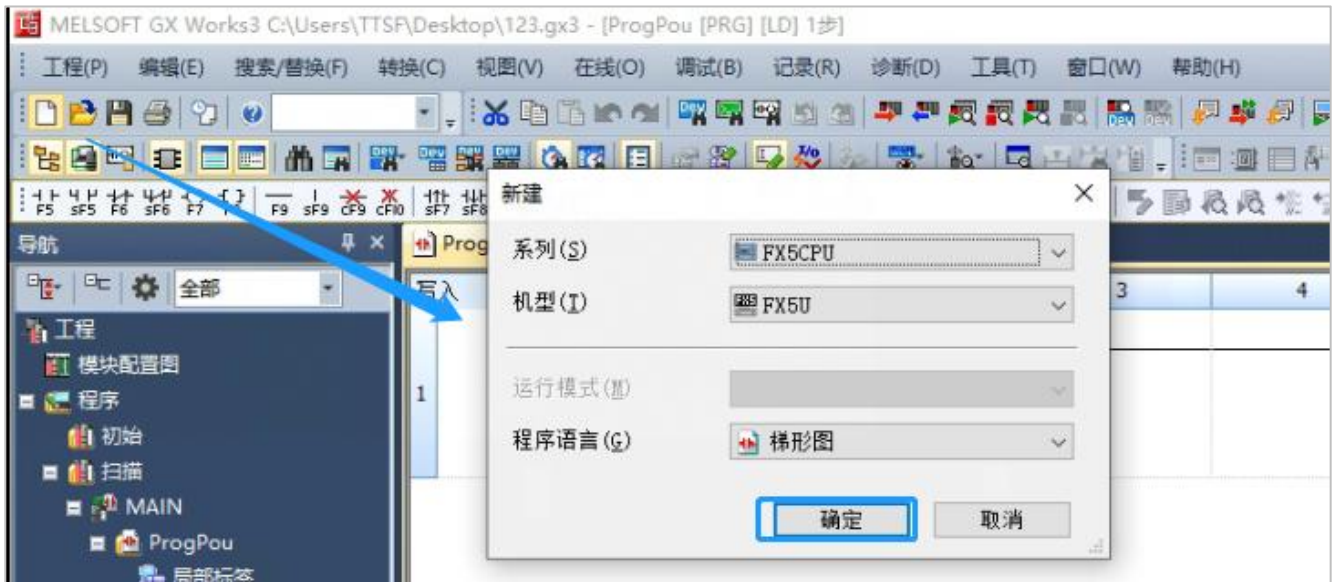 MELSOFT GX Works3 C:\Users\TTSF\Desktop\123.gx3 - [ProgPou [PRG] [LD] 1步]
工程(P) 编辑(E) 搜索/替换(F) 转换(C) 视图(V) 在线(O) 调试(B) 记录(R) 诊断(D) 工具(T) 窗口(W) 帮助(H)
F5 sF5 F6 sF6 F7 F9 sF9 cF9 cF10 sF7 sF8
导航
Prog
全部
写入
3 4
工程
模块配置图
程序
1
初始
扫描
MAIN
ProgPou
局部标签
新建
系列(S) FX5CPU
机型(T) FX5U
运行模式(M)
程序语言(G) 梯形图
确定 取消